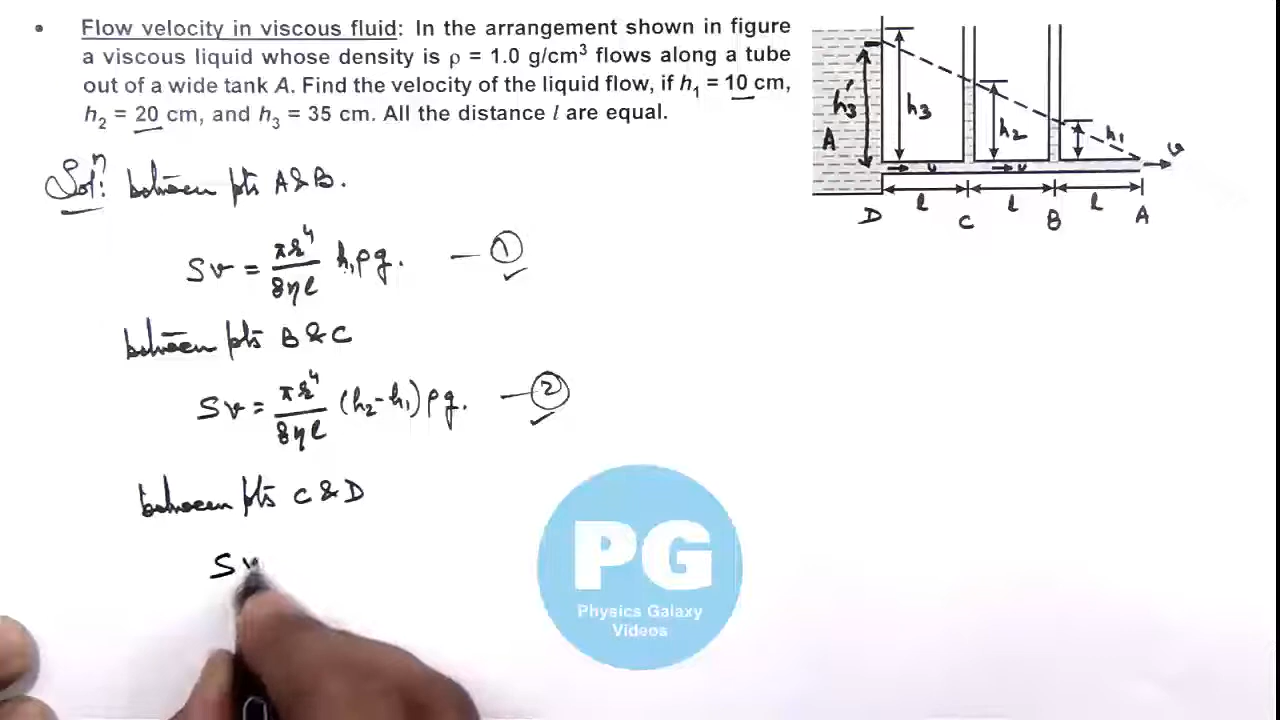 • Flow velocity in viscous fluid: In the arrangement shown in figure
a viscous liquid whose density is ρ = 1.0 g/cm³ flows along a tube
out of a wide tank A. Find the velocity of the liquid flow, if h₁ = 10 cm,
h₂ = 20 cm, and h₃ = 35 cm. All the distance l are equal.
Solⁿ: between pts A & B.
Sv = πr⁴/8ηl h₁ρg. — ①
between pts B & C
Sv = πr⁴/8ηl (h₂-h₁)ρg. — ②
between pts C & D
Sv
h₃'
h₃
A
h₂
h₁
v
v
v
l
l
l
D
C
B
A
PG
Physics Galaxy
Videos